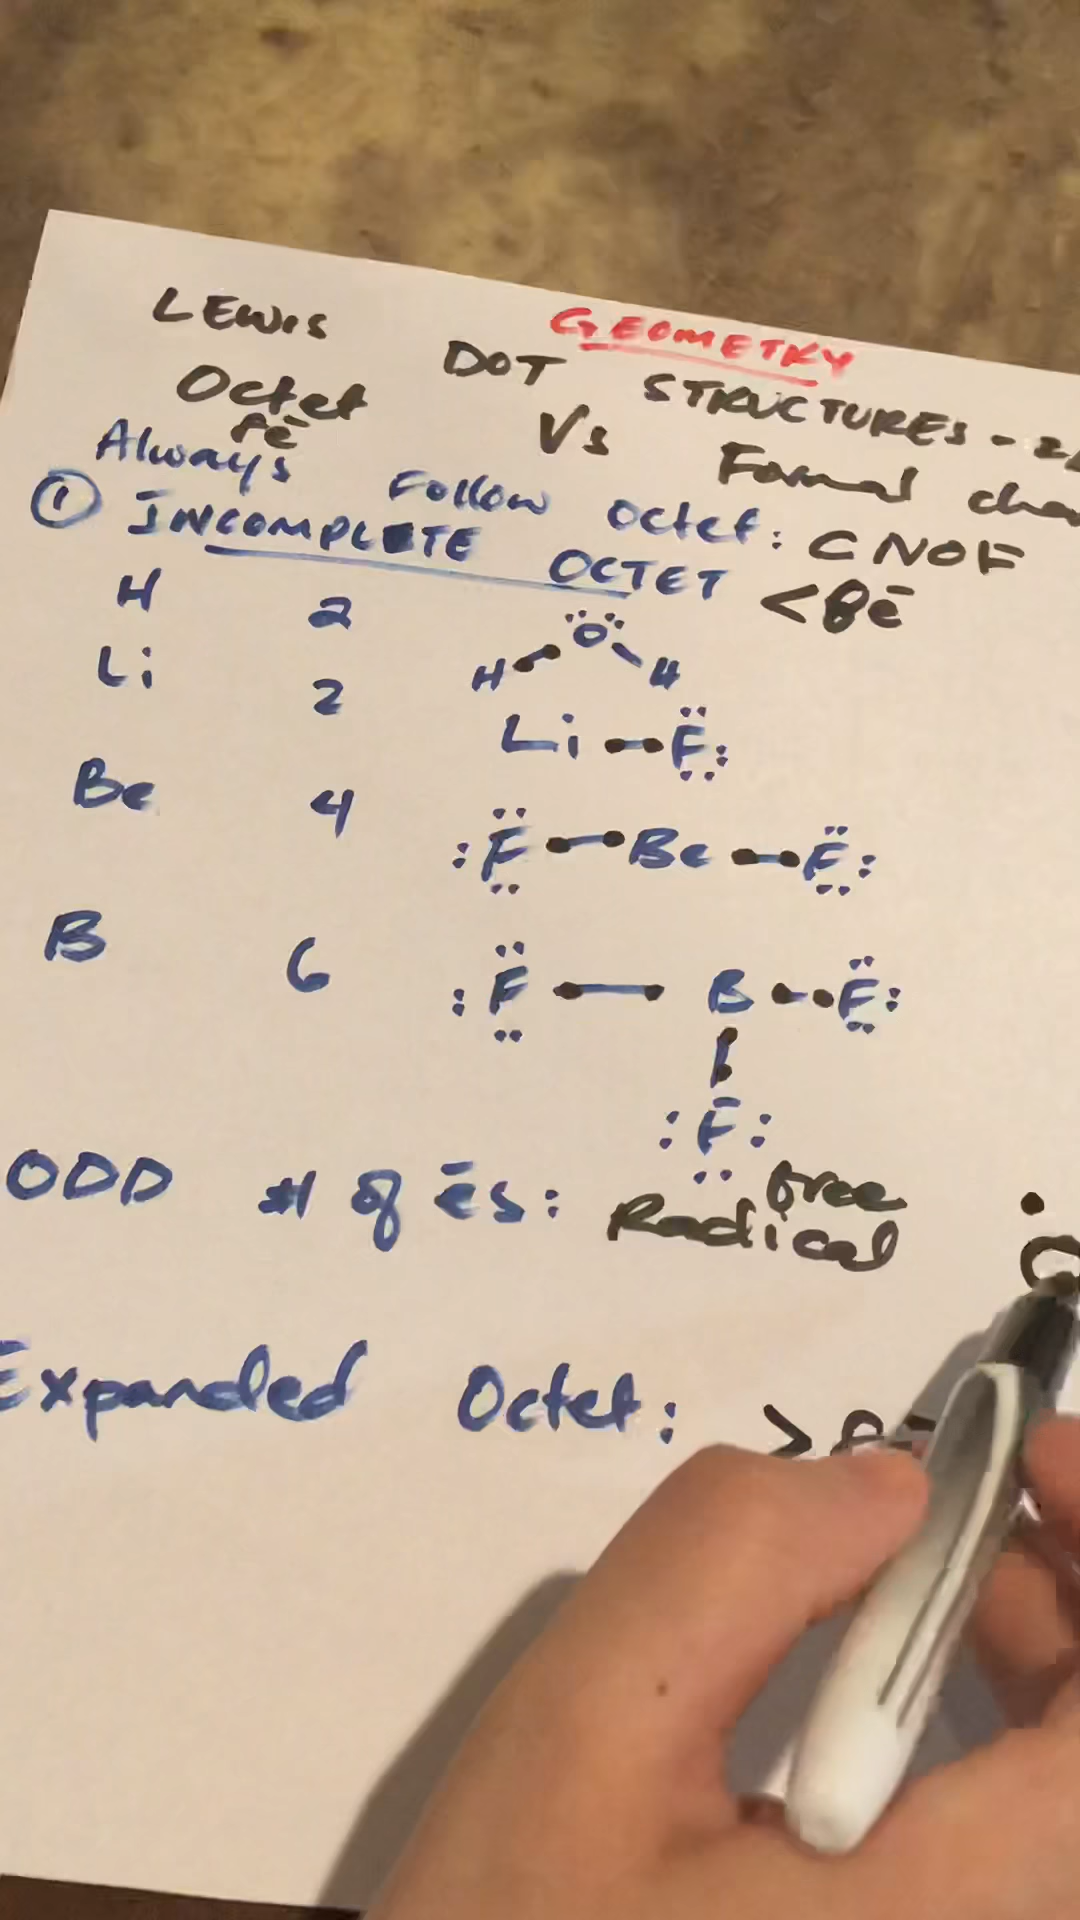 GEOMETRY
LEWIS DOT STRUCTURES -
Octet Vs Formal
8ē
Always Follow octet: CNOF
① INCOMPLETE OCTET <8ē
H 2 H O H
Li 2 Li F
Be 4 F Be F
B 6 F B F
F
ODD # of ēs: free
Radical
Expanded Octet: >